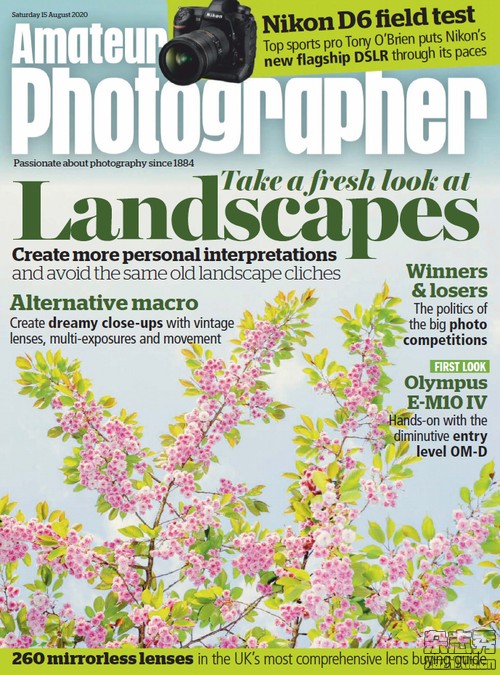 Saturday 15 August 2020
Nikon D6 field test
Top sports pro Tony O'Brien puts Nikon's
new flagship DSLR through its paces
Amateur
Photographer
Passionate about photography since 1884
Take a fresh look at
Landscapes
Create more personal interpretations
and avoid the same old landscape cliches
Alternative macro
Create dreamy close-ups with vintage
lenses, multi-exposures and movement
Winners
& losers
The politics of
the big photo
competitions
FIRST LOOK
Olympus
E-M10 IV
Hands-on with the
diminutive entry
level OM-D
260 mirrorless lenses in the UK's most comprehensive lens buying guide
Nikon